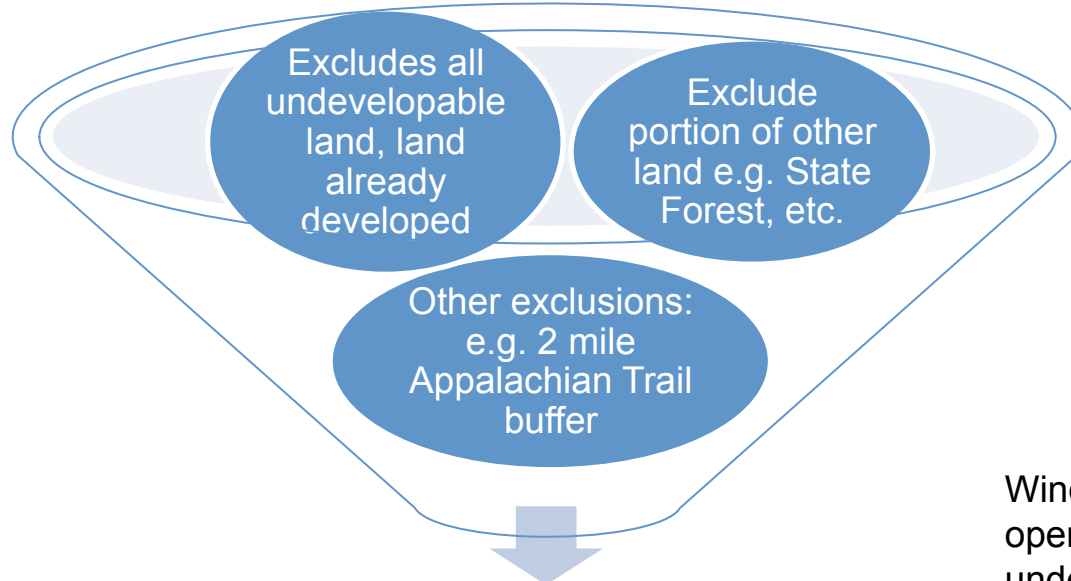 Excludes all
undevelopable
land, land
already
developed
Exclude
portion of other
land e.g. State
Forest, etc.
Other exclusions:
e.g. 2 mile
Appalachian Trail
buffer